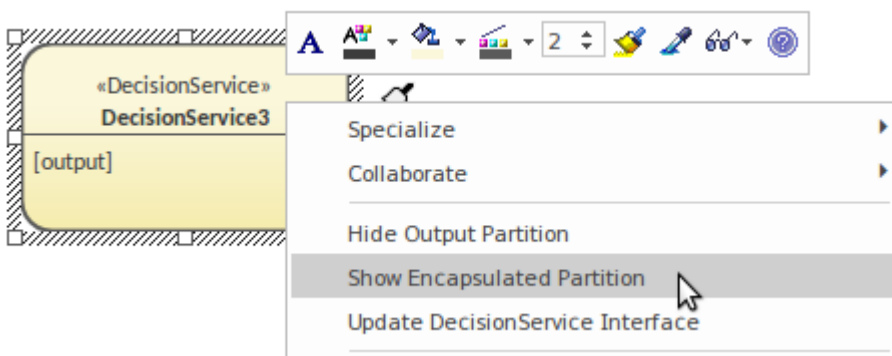 A A 2
«DecisionService»
DecisionService3
[output]
Specialize
Collaborate
Hide Output Partition
Show Encapsulated Partition
Update DecisionService Interface